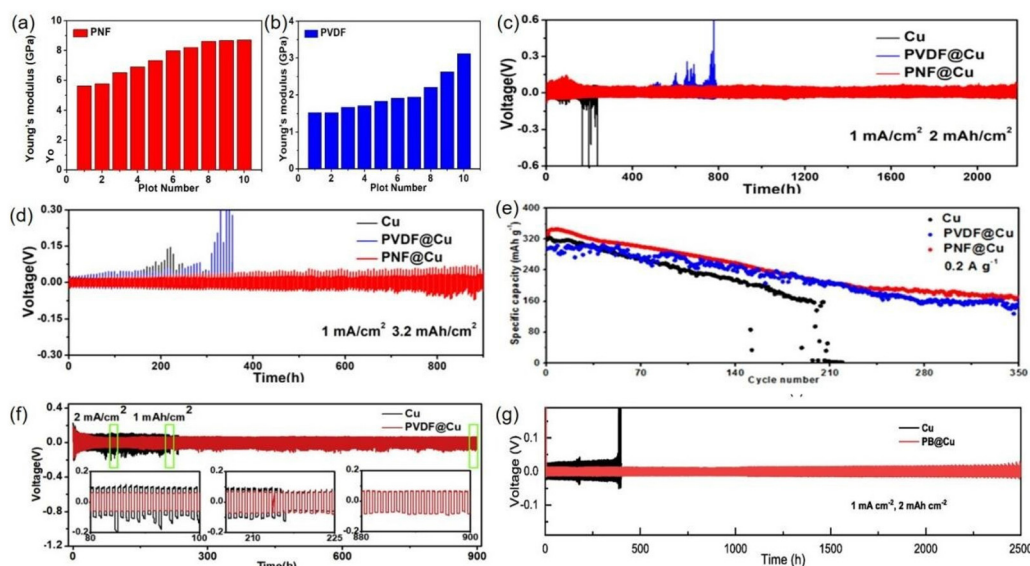 (a)
Young's modulus (GPa)
Yo
10
8
6
4
2
0
PNF
0 2 4 6 8 10
Plot Number
(b)
Young's modulus (GPa)
4
3
2
1
0
PVDF
0 2 4 6 8 10
Plot Number
(c)
Voltage(V)
0.6
0.3
0.0
-0.3
-0.6
Cu
PVDF@Cu
PNF@Cu
1 mA/cm² 2 mAh/cm²
0 400 800 1200 1600 2000
Time(h)
(d)
Voltage(V)
0.30
0.15
0.00
-0.15
-0.30
Cu
PVDF@Cu
PNF@Cu
1 mA/cm² 3.2 mAh/cm²
0 200 400 600 800
Time(h)
(e)
Specific capacity (mAh g⁻¹)
400
320
240
160
80
0
Cu
PVDF@Cu
PNF@Cu
0.2 A g⁻¹
0 70 140 210 280 350
Cycle number
(f)
Voltage(V)
1.2
0.6
0.0
-0.6
-1.2
2 mA/cm² 1 mAh/cm²
Cu
PVDF@Cu
0.2
0.0
-0.2
80 100
0.2
0.0
-0.2
210 225
0.2
0.0
-0.2
880 900
0 300 600 900
Time(h)
(g)
Voltage (V)
0.1
0.0
-0.1
Cu
PB@Cu
1 mA cm⁻², 2 mAh cm⁻²
0 500 1000 1500 2000 2500
Time (h)